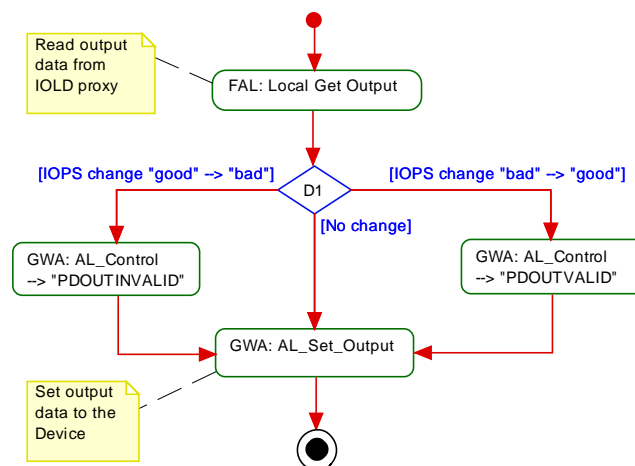 Read output
data from
IOLD proxy
FAL: Local Get Output
[IOPS change "good" --> "bad"]
[IOPS change "bad" --> "good"]
D1
[No change]
GWA: AL_Control
--> "PDOUTINVALID"
GWA: AL_Control
--> "PDOUTVALID"
GWA: AL_Set_Output
Set output
data to the
Device